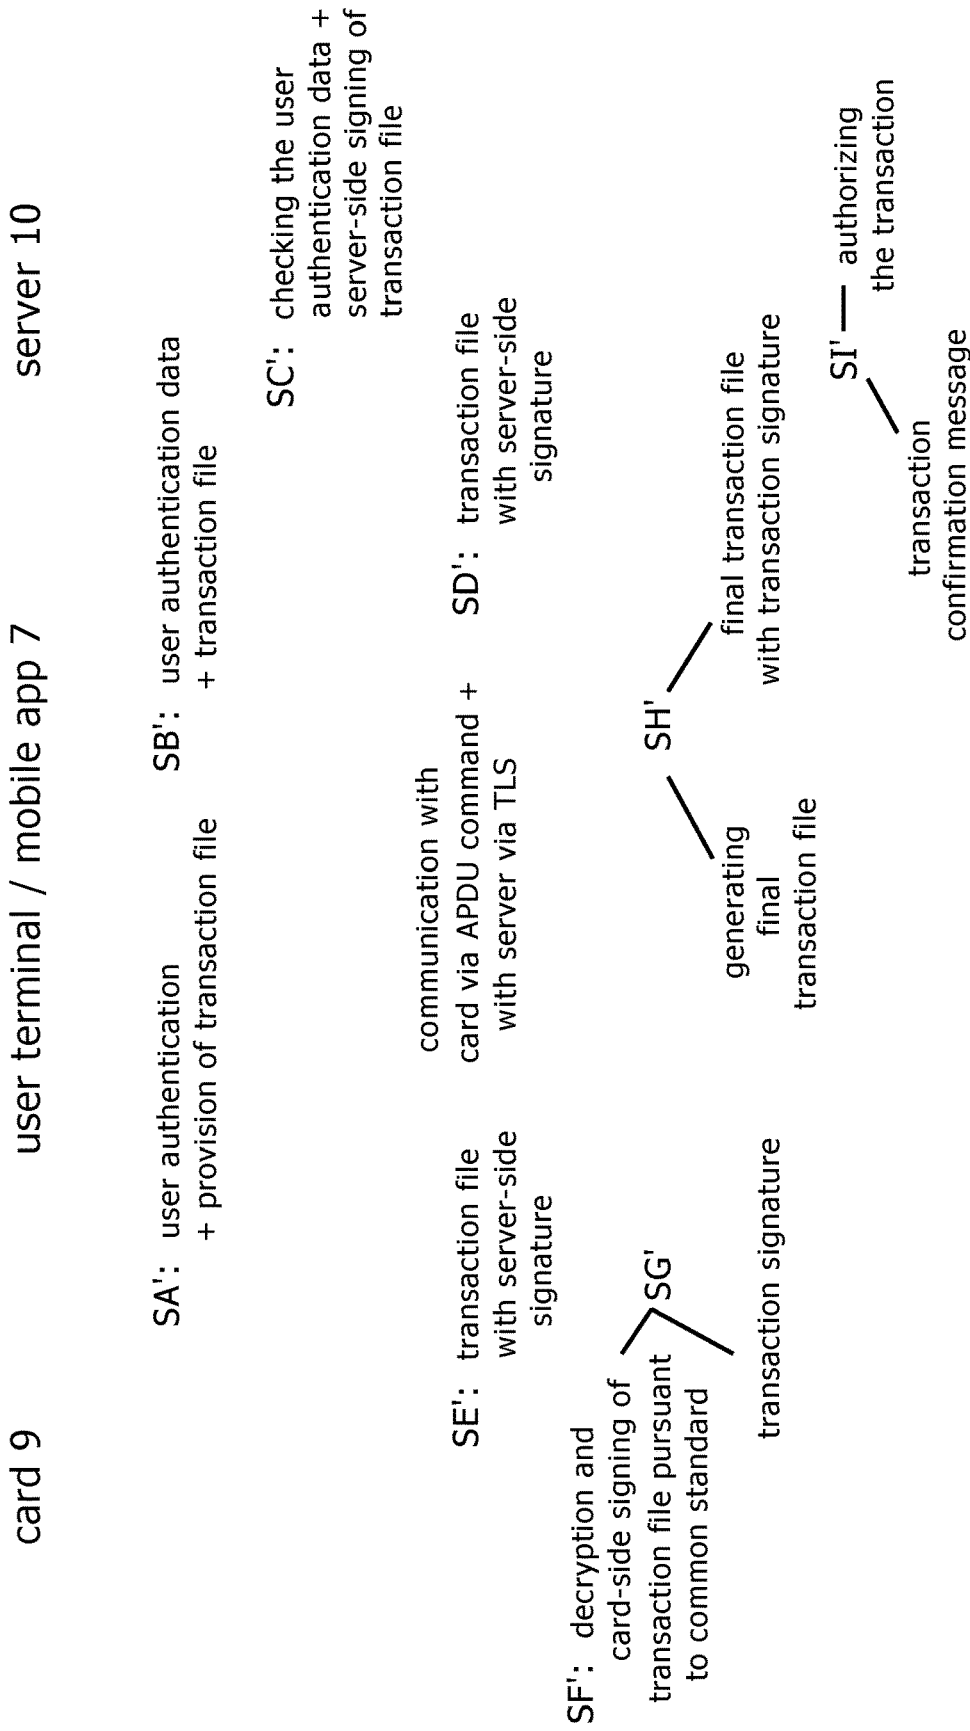 card 9
user terminal / mobile app 7
server 10
SA': user authentication
+ provision of transaction file
SB': user authentication data
+ transaction file
SC': checking the user
authentication data +
server-side signing of
transaction file
communication with
card via APDU command +
with server via TLS
SD': transaction file
with server-side
signature
SE': transaction file
with server-side
signature
SF': decryption and
card-side signing of
transaction file pursuant
to common standard
SG'
transaction signature
SH'
generating
final
transaction file
final transaction file
with transaction signature
SI'
authorizing
the transaction
transaction
confirmation message